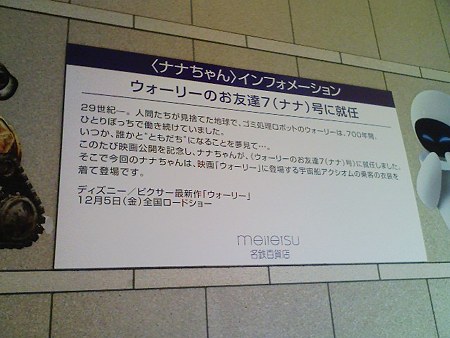 〈ナナちゃん〉インフォメーション
ウォーリーのお友達7(ナナ)号に就任
29世紀―。人間たちが見捨てた地球で、ゴミ処理ロボットのウォーリーは、700年間、
ひとりぼっちで働き続けていました。
いつか、誰かと"ともだち"になることを夢見て…。
このたび映画公開を記念し、ナナちゃんが、〈ウォーリーのお友達7(ナナ)号〉に就任しました。
そこで今回のナナちゃんは、映画「ウォーリー」に登場する宇宙船アクシオムの乗客の衣装を
着て登場です。
ディズニー/ピクサー最新作「ウォーリー」
12月5日(金)全国ロードショー
meitetsu
名鉄百貨店